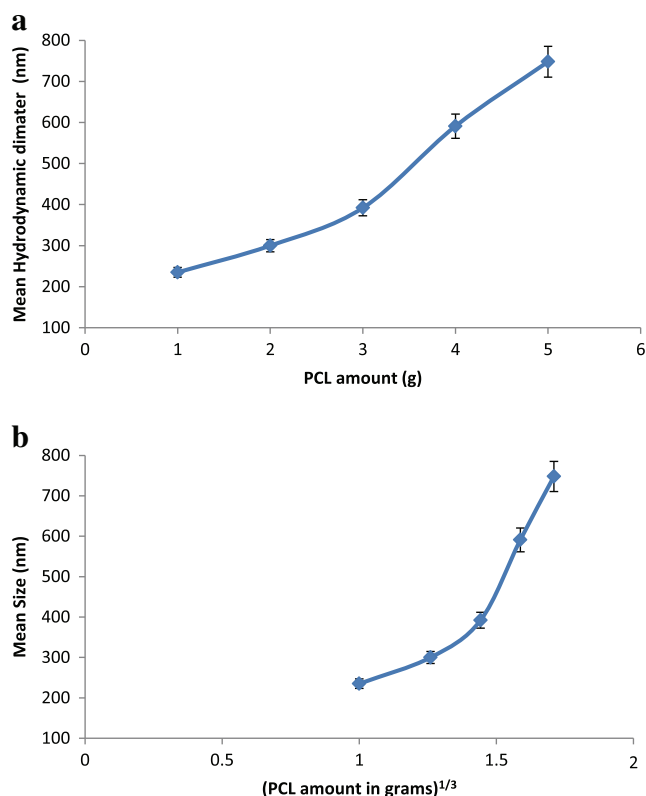 a
800
700
600
500
400
300
200
100
0 1 2 3 4 5 6
Mean Hydrodynamic dimater (nm)
PCL amount (g)
b
800
700
600
500
400
300
200
100
0 0.5 1 1.5 2
Mean Size (nm)
(PCL amount in grams)^1/3